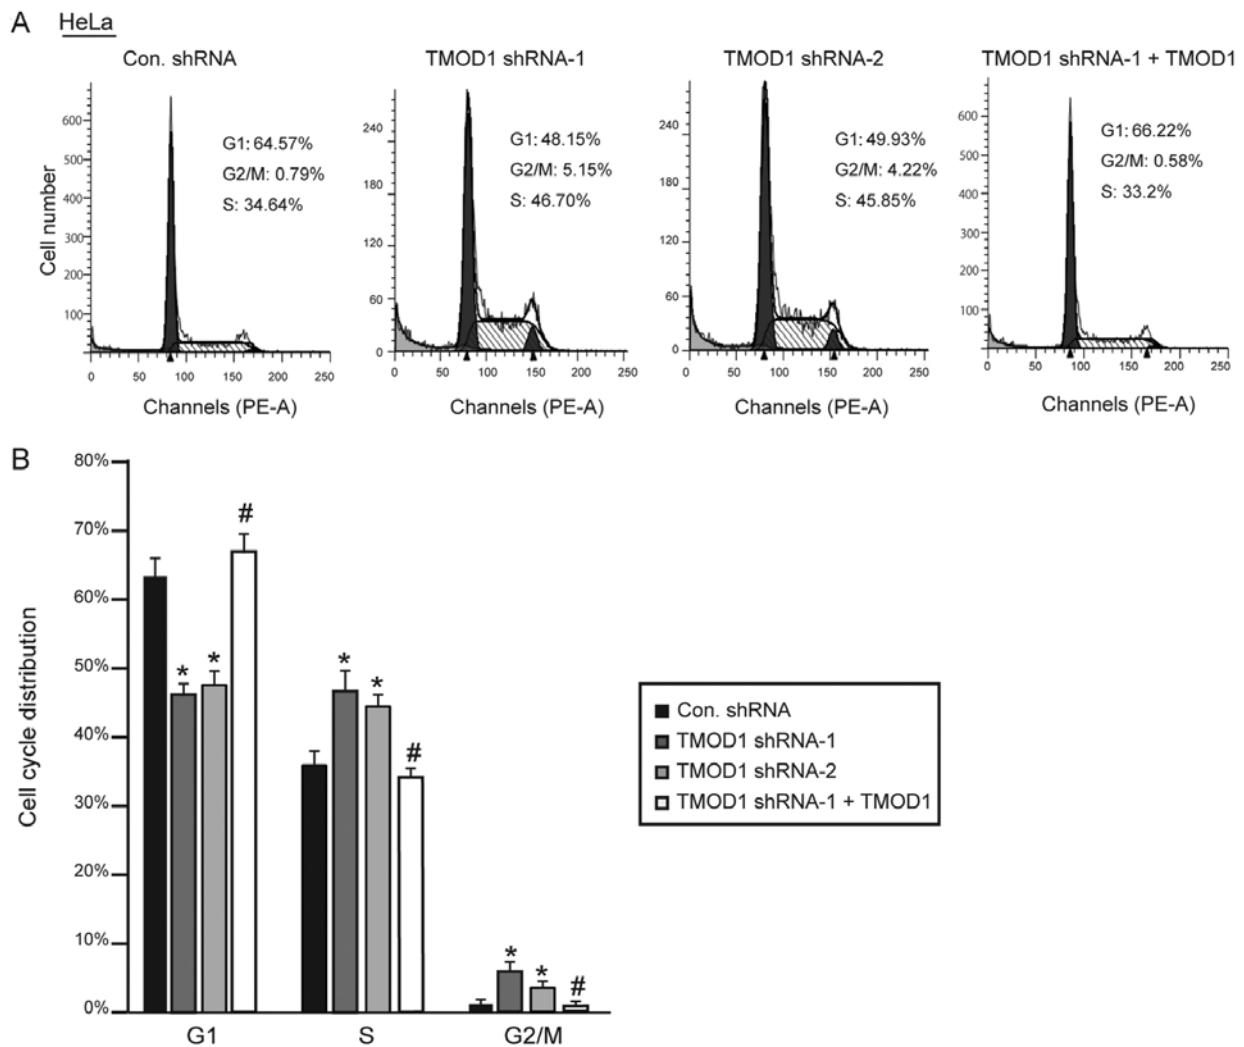 A HeLa
Con. shRNA
600
500
400
300
200
100
Cell number
G1: 64.57%
G2/M: 0.79%
S: 34.64%
0 50 100 150 200 250
Channels (PE-A)
TMOD1 shRNA-1
240
180
120
60
0
G1: 48.15%
G2/M: 5.15%
S: 46.70%
0 50 100 150 200 250
Channels (PE-A)
TMOD1 shRNA-2
240
180
120
60
0
G1: 49.93%
G2/M: 4.22%
S: 45.85%
0 50 100 150 200 250
Channels (PE-A)
TMOD1 shRNA-1 + TMOD1
600
500
400
300
200
100
G1: 66.22%
G2/M: 0.58%
S: 33.2%
0 50 100 150 200 250
Channels (PE-A)
B
80%
70%
60%
50%
40%
30%
20%
10%
0%
Cell cycle distribution
* * #
* * #
* * #
G1 S G2/M
Con. shRNA
TMOD1 shRNA-1
TMOD1 shRNA-2
TMOD1 shRNA-1 + TMOD1